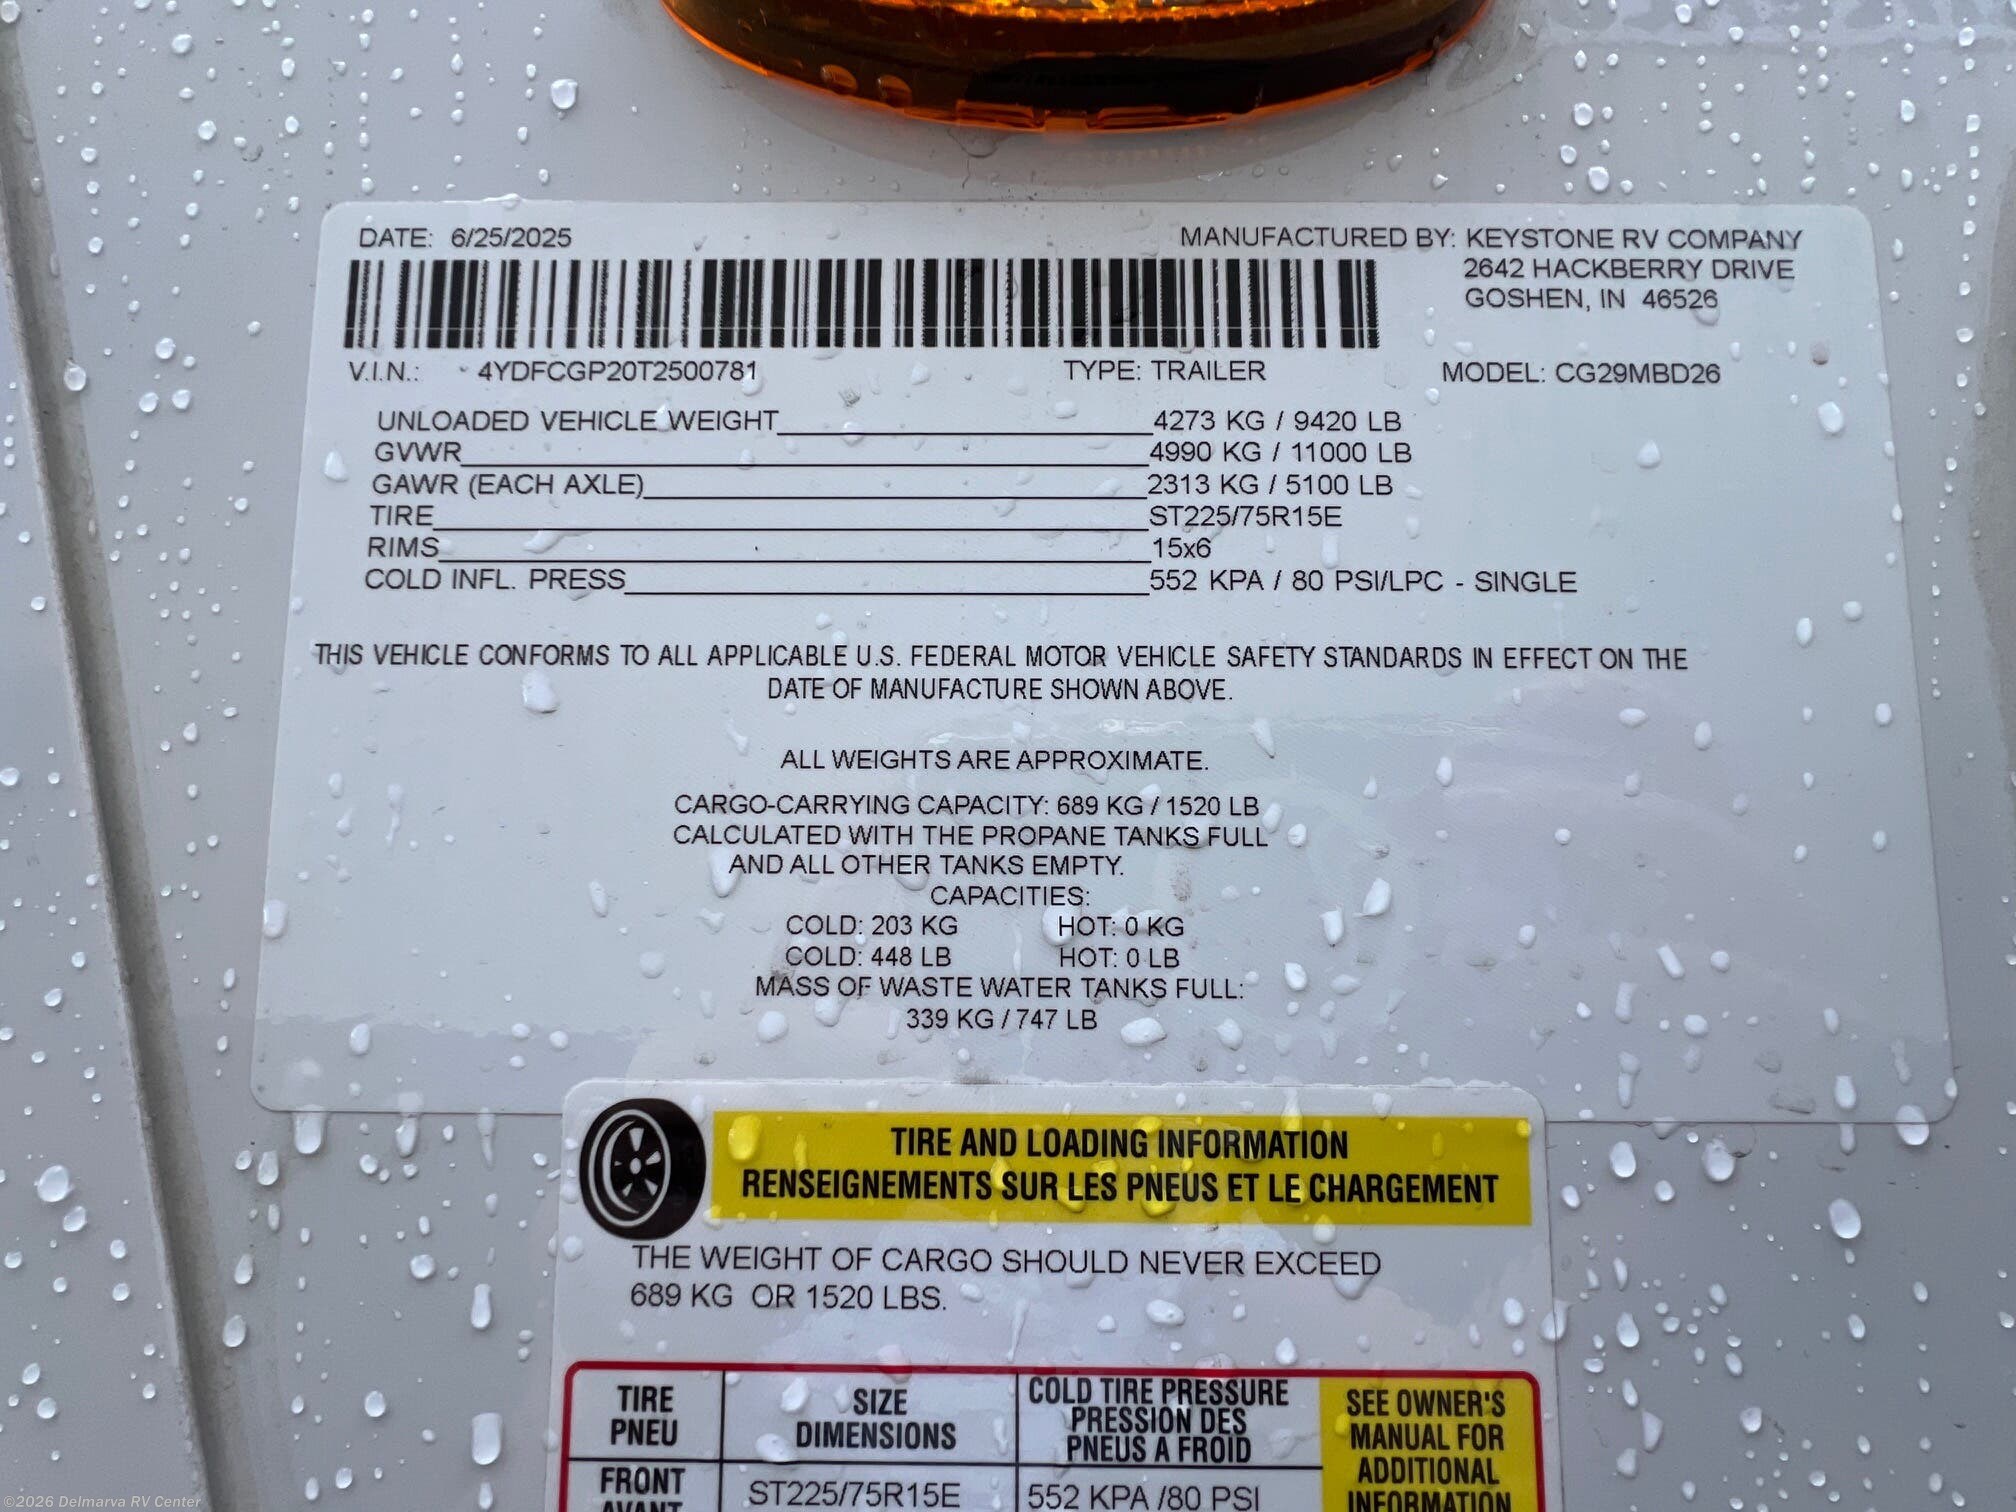 DATE: 6/25/2025
MANUFACTURED BY: KEYSTONE RV COMPANY
2642 HACKBERRY DRIVE
GOSHEN, IN 46526
V.I.N.: 4YDFCGP20T2500781 TYPE: TRAILER MODEL: CG29MBD26
UNLOADED VEHICLE WEIGHT 4273 KG / 9420 LB
GVWR 4990 KG / 11000 LB
GAWR (EACH AXLE) 2313 KG / 5100 LB
TIRE ST225/75R15E
RIMS 15x6
COLD INFL. PRESS 552 KPA / 80 PSI/LPC - SINGLE
THIS VEHICLE CONFORMS TO ALL APPLICABLE U.S. FEDERAL MOTOR VEHICLE SAFETY STANDARDS IN EFFECT ON THE
DATE OF MANUFACTURE SHOWN ABOVE.
ALL WEIGHTS ARE APPROXIMATE.
CARGO-CARRYING CAPACITY: 689 KG / 1520 LB
CALCULATED WITH THE PROPANE TANKS FULL
AND ALL OTHER TANKS EMPTY.
CAPACITIES:
COLD: 203 KG HOT: 0 KG
COLD: 448 LB HOT: 0 LB
MASS OF WASTE WATER TANKS FULL:
339 KG / 747 LB
TIRE AND LOADING INFORMATION
RENSEIGNEMENTS SUR LES PNEUS ET LE CHARGEMENT
THE WEIGHT OF CARGO SHOULD NEVER EXCEED
689 KG OR 1520 LBS.
TIRE
PNEU
SIZE
DIMENSIONS
COLD TIRE PRESSURE
PRESSION DES
PNEUS A FROID
SEE OWNER'S
MANUAL FOR
ADDITIONAL
INFORMATION
FRONT
AVANT
ST225/75R15E
552 KPA /80 PSI
©2026 Delmarva RV Center